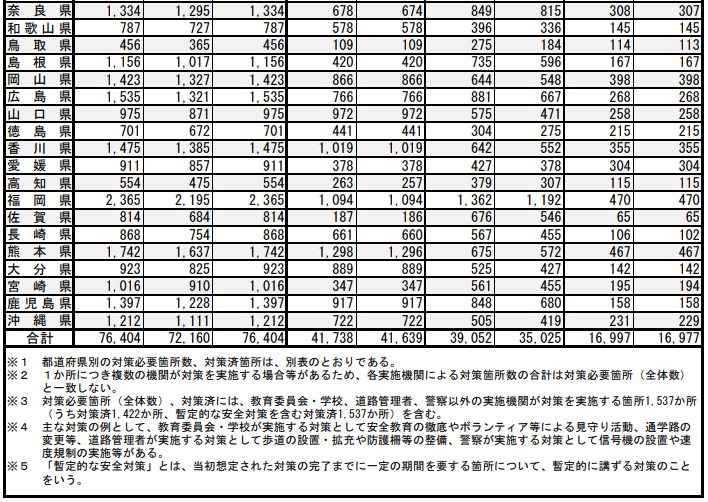 奈良県 1,334 1,295 1,334 678 674 849 815 308 307
和歌山県 787 727 787 578 578 396 336 145 145
鳥取県 456 365 456 109 109 275 184 114 113
島根県 1,156 1,017 1,156 420 420 735 596 167 167
岡山県 1,423 1,327 1,423 866 866 644 548 398 398
広島県 1,535 1,321 1,535 766 766 881 667 268 268
山口県 975 871 975 972 972 575 471 258 258
徳島県 701 672 701 441 441 304 275 215 215
香川県 1,475 1,385 1,475 1,019 1,019 642 552 355 355
愛媛県 911 857 911 378 378 427 378 304 304
高知県 554 475 554 263 257 379 307 115 115
福岡県 2,365 2,195 2,365 1,094 1,094 1,362 1,192 470 470
佐賀県 814 684 814 187 186 676 546 65 65
長崎県 868 754 868 661 660 567 455 106 102
熊本県 1,742 1,637 1,742 1,298 1,296 675 572 467 467
大分県 923 825 923 889 889 525 427 142 142
宮崎県 1,016 910 1,016 347 347 561 455 195 194
鹿児島県 1,397 1,228 1,397 917 917 848 680 158 158
沖縄県 1,212 1,111 1,212 722 722 505 419 231 229
合計 76,404 72,160 76,404 41,738 41,639 39,052 35,025 16,997 16,977
※1 都道府県別の対策必要箇所数、対策済箇所は、別表のとおりである。
※2 1か所につき複数の機関が対策を実施する場合等があるため、各実施機関による対策箇所数の合計は対策必要箇所（全体数）
と一致しない。
※3 対策必要箇所（全体数）、対策済には、教育委員会・学校、道路管理者、警察以外の実施機関が対策を実施する箇所1,537か所
（うち対策済1,422か所、暫定的な安全対策を含む対策済1,537か所）を含む。
※4 主な対策の例として、教育委員会・学校が実施する対策として安全教育の徹底やボランティア等による見守り活動、通学路の
変更等、道路管理者が実施する対策として歩道の設置・拡充や防護柵等の整備、警察が実施する対策として信号機の設置や速
度規制の実施等がある。
※5 「暫定的な安全対策」とは、当初想定された対策の完了までに一定の期間を要する箇所について、暫定的に講ずる対策のこと
をいう。